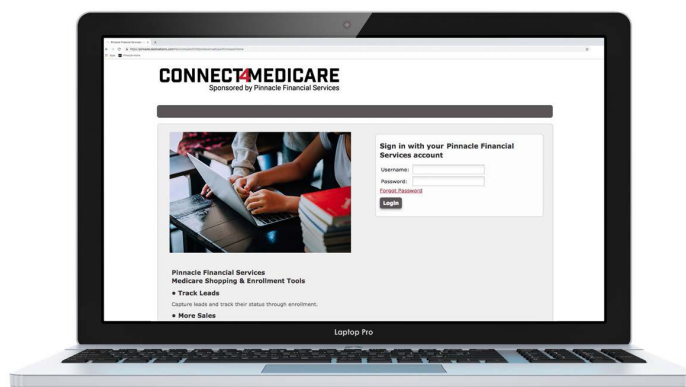 CONNECT4MEDICARE
Sponsored by Pinnacle Financial Services
Sign in with your Pinnacle Financial
Services account
Username:
Password:
Forgot Password
Login
Pinnacle Financial Services
Medicare Shopping & Enrollment Tools
• Track Leads
Capture leads and track their status through enrollment.
• More Sales
Laptop Pro